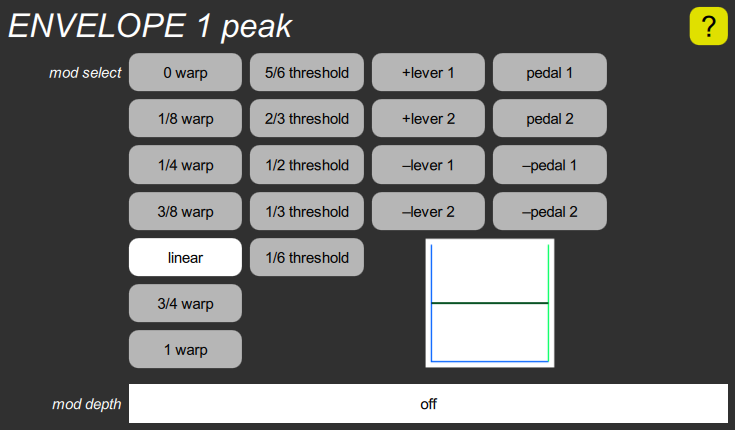 ENVELOPE 1 peak ?
mod select 0 warp 5/6 threshold +lever 1 pedal 1
1/8 warp 2/3 threshold +lever 2 pedal 2
1/4 warp 1/2 threshold –lever 1 –pedal 1
3/8 warp 1/3 threshold –lever 2 –pedal 2
linear 1/6 threshold
3/4 warp
1 warp
mod depth off